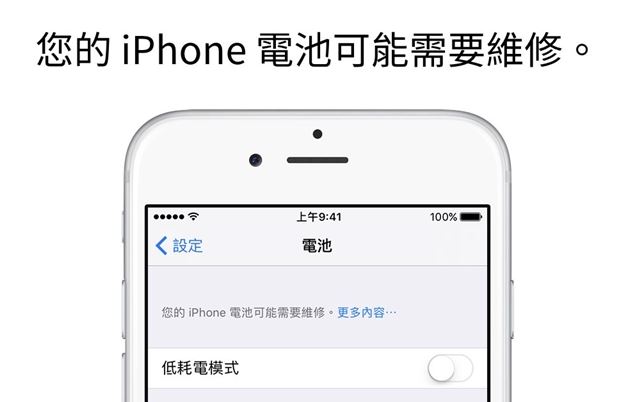 您的 iPhone 電池可能需要維修。
上午9:41
100%
設定
電池
您的 iPhone 電池可能需要維修。更多內容⋯
低耗電模式